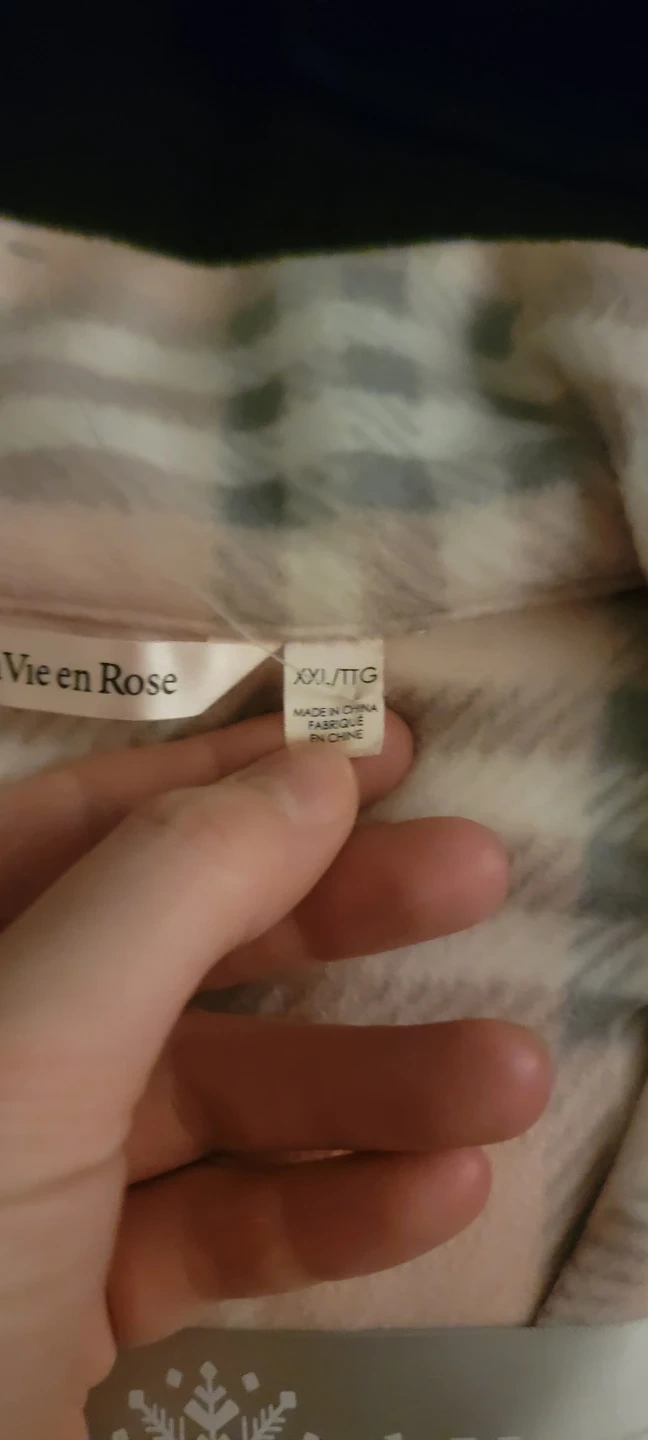 Vie en Rose
XXL/TTG
MADE IN CHINA
FABRIQUÉ
EN CHINE